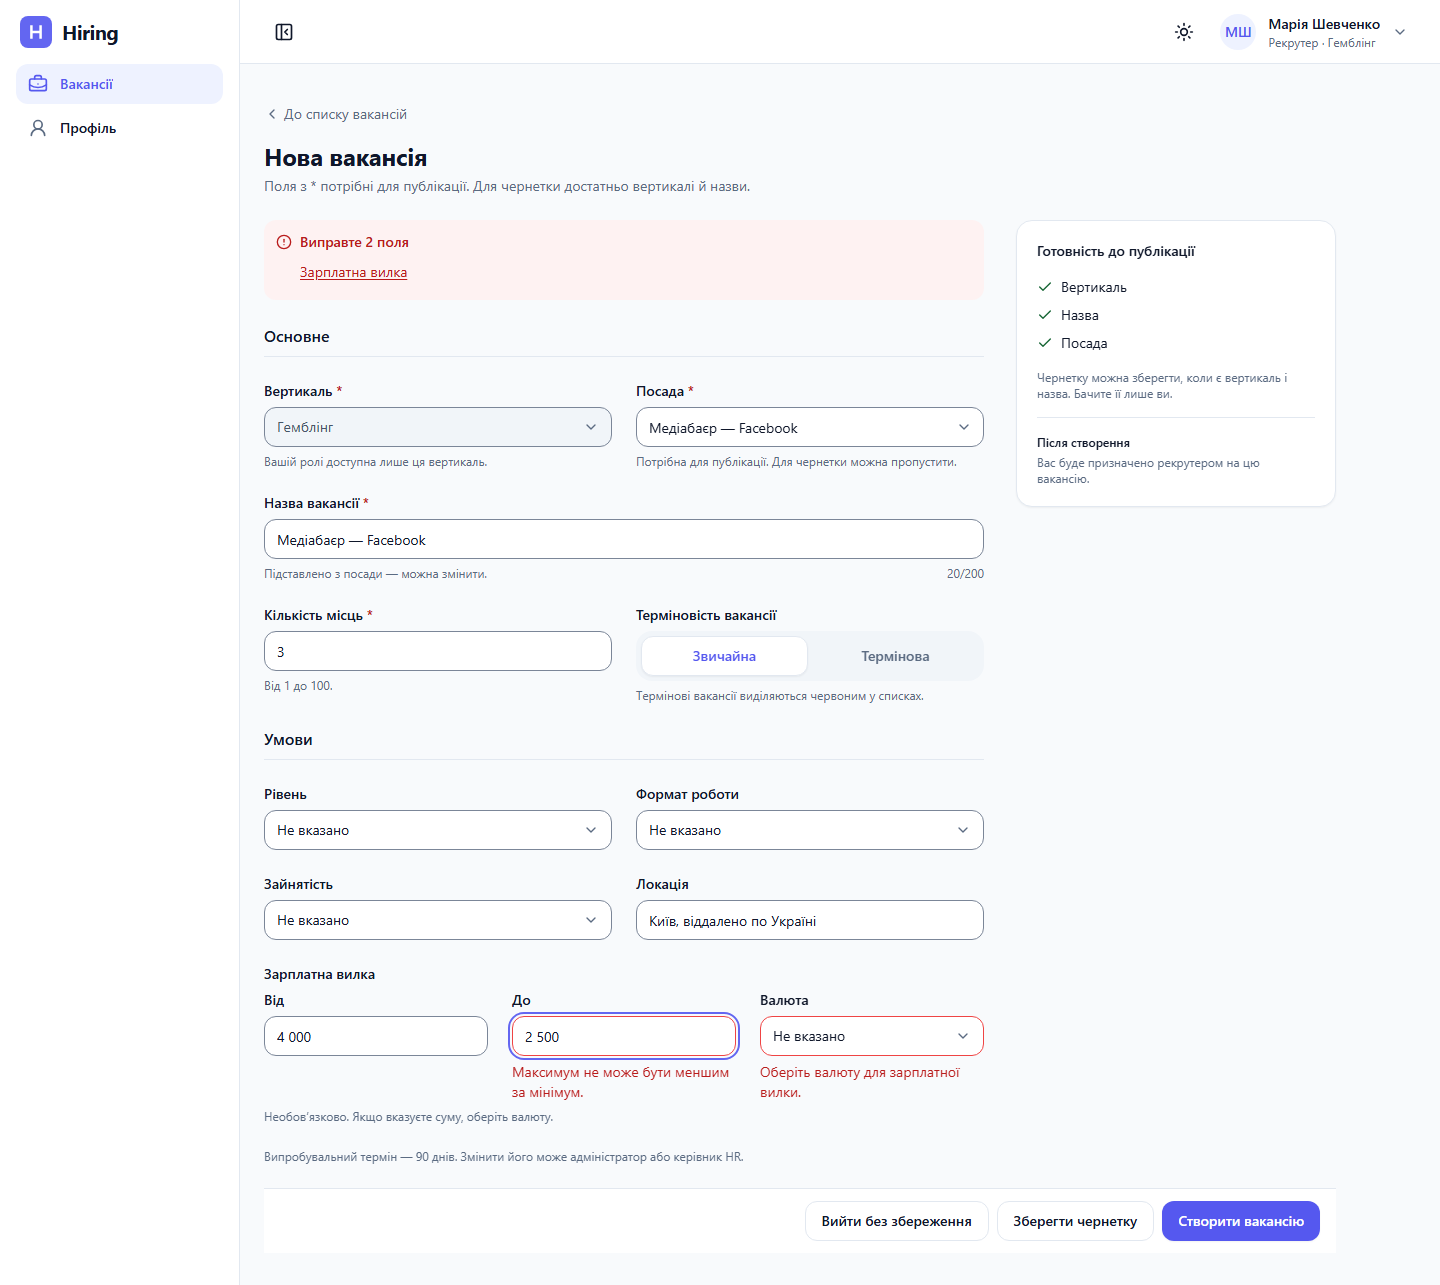 H Hiring
Вакансії
Профіль
МШ
Марія Шевченко
Рекрутер · Гемблінг
До списку вакансій
Нова вакансія
Поля з * потрібні для публікації. Для чернетки достатньо вертикалі й назви.
Виправте 2 поля
Зарплатна вилка
Основне
Вертикаль *
Гемблінг
Вашій ролі доступна лише ця вертикаль.
Посада *
Медіабаєр — Facebook
Потрібна для публікації. Для чернетки можна пропустити.
Назва вакансії *
Медіабаєр — Facebook
Підставлено з посади — можна змінити.
20/200
Кількість місць *
3
Від 1 до 100.
Терміновість вакансії
Звичайна
Термінова
Термінові вакансії виділяються червоним у списках.
Умови
Рівень
Не вказано
Формат роботи
Не вказано
Зайнятість
Не вказано
Локація
Київ, віддалено по Україні
Зарплатна вилка
Від
4 000
До
2 500
Максимум не може бути меншим
за мінімум.
Валюта
Не вказано
Оберіть валюту для зарплатної
вилки.
Необов'язково. Якщо вказуєте суму, оберіть валюту.
Випробувальний термін — 90 днів. Змінити його може адміністратор або керівник HR.
Готовність до публікації
Вертикаль
Назва
Посада
Чернетку можна зберегти, коли є вертикаль і
назва. Бачите її лише ви.
Після створення
Вас буде призначено рекрутером на цю
вакансію.
Вийти без збереження
Зберегти чернетку
Створити вакансію